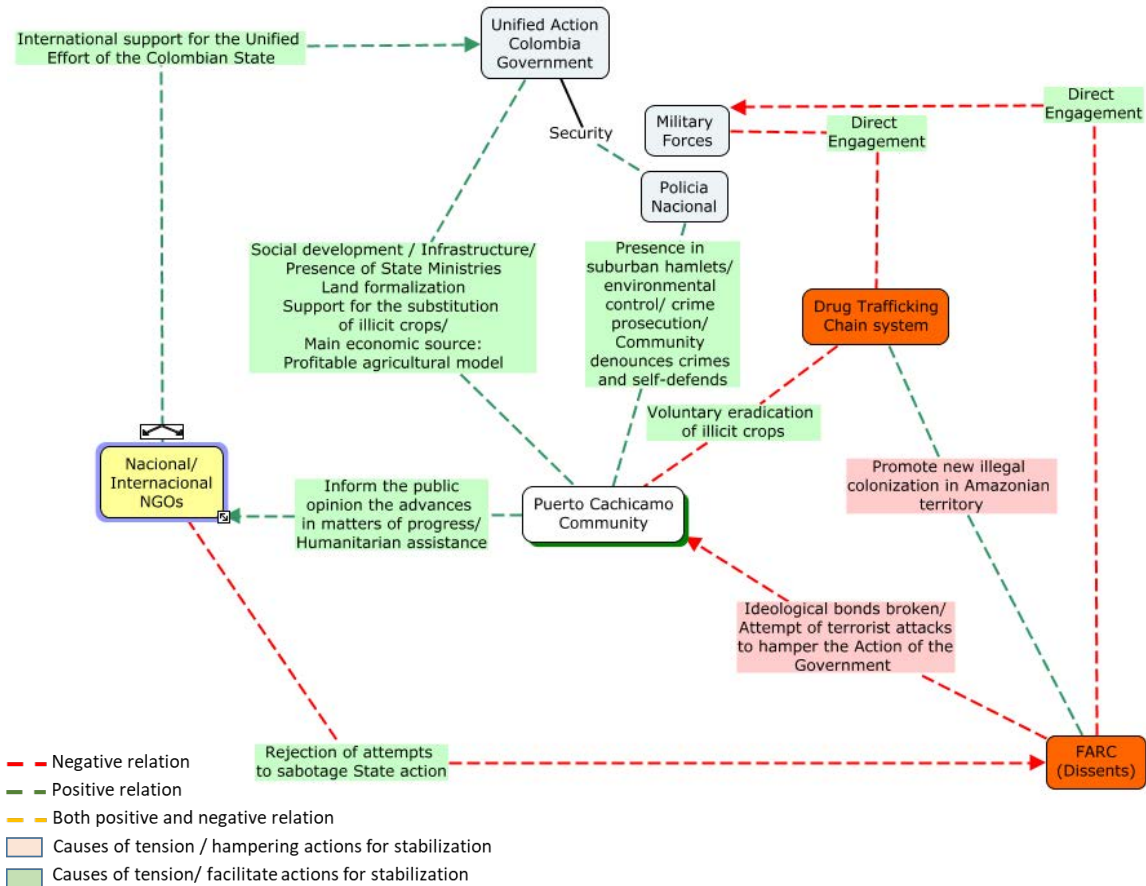 Unified Action
Colombia
Government
International support for the Unified
Effort of the Colombian State
Direct
Engagement
Military
Forces
Direct
Engagement
Security
Policia
Nacional
Social development / Infrastructure/
Presence of State Ministries
Land formalization
Support for the substitution
of illicit crops/
Main economic source:
Profitable agricultural model
Presence in
suburban hamlets/
environmental
control/ crime
prosecution/
Community
denounces crimes
and self-defends
Drug Trafficking
Chain system
Voluntary eradication
of illicit crops
Nacional/
Internacional
NGOs
Promote new illegal
colonization in Amazonian
territory
Inform the public
opinion the advances
in matters of progress/
Humanitarian assistance
Puerto Cachicamo
Community
Ideological bonds broken/
Attempt of terrorist attacks
to hamper the Action of the
Government
Rejection of attempts
to sabotage State action
FARC
(Dissents)
Negative relation
Positive relation
Both positive and negative relation
Causes of tension / hampering actions for stabilization
Causes of tension/ facilitate actions for stabilization